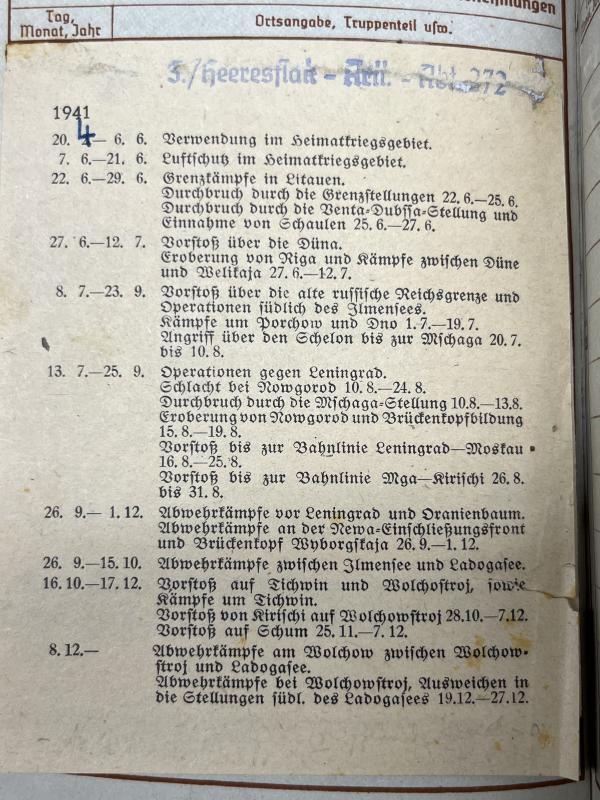 Tag,
Monat, Jahr
Ortsangabe, Truppenteil usw.
/Heeresflak - Art. - Abt. 272
1941
20. 4 — 6. 6. Verwendung im Heimatkriegsgebiet.
7. 6.—21. 6. Luftschutz im Heimatkriegsgebiet.
22. 6.—29. 6. Grenzkämpfe in Litauen.
Durchbruch durch die Grenzstellungen 22. 6.—25. 6.
Durchbruch durch die Venta-Dubssa-Stellung und
Einnahme von Schaulen 25. 6.—27. 6.
27. 6.—12. 7. Vorstoß über die Düna.
Eroberung von Riga und Kämpfe zwischen Düne
und Welikaja 27. 6.—12. 7.
8. 7.—23. 9. Vorstoß über die alte russische Reichsgrenze und
Operationen südlich des Ilmensees.
Kämpfe um Porchow und Dno 1. 7.—19. 7.
Angriff über den Schelon bis zur Mschaga 20. 7.
bis 10. 8.
13. 7.—25. 9. Operationen gegen Leningrad.
Schlacht bei Nowgorod 10. 8.—24. 8.
Durchbruch durch die Mschaga-Stellung 10.8.—13.8.
Eroberung von Nowgorod und Brückenkopfbildung
15. 8.—19. 8.
Vorstoß bis zur Bahnlinie Leningrad—Moskau
16. 8.—25. 8.
Vorstoß bis zur Bahnlinie Mga—Kirischi 26. 8.
bis 31. 8.
26. 9.— 1. 12. Abwehrkämpfe vor Leningrad und Oranienbaum.
Abwehrkämpfe an der Newa-Einschließungsfront
und Brückenkopf Wyborgskaja 26. 9.—1. 12.
26. 9.—15. 10. Abwehrkämpfe zwischen Ilmensee und Ladogasee.
16. 10.—17. 12. Vorstoß auf Tichwin und Wolchostroj, sowie
Kämpfe um Tichwin.
Vorstoß von Kirischi auf Wolchowstroj 28.10.—7.12.
Vorstoß auf Schum 25. 11.—7. 12.
8. 12.— Abwehrkämpfe am Wolchow zwischen Wolchow-
stroj und Ladogasee.
Abwehrkämpfe bei Wolchowstroj, Ausweichen in
die Stellungen südl. des Ladogasees 19.12.—27.12.